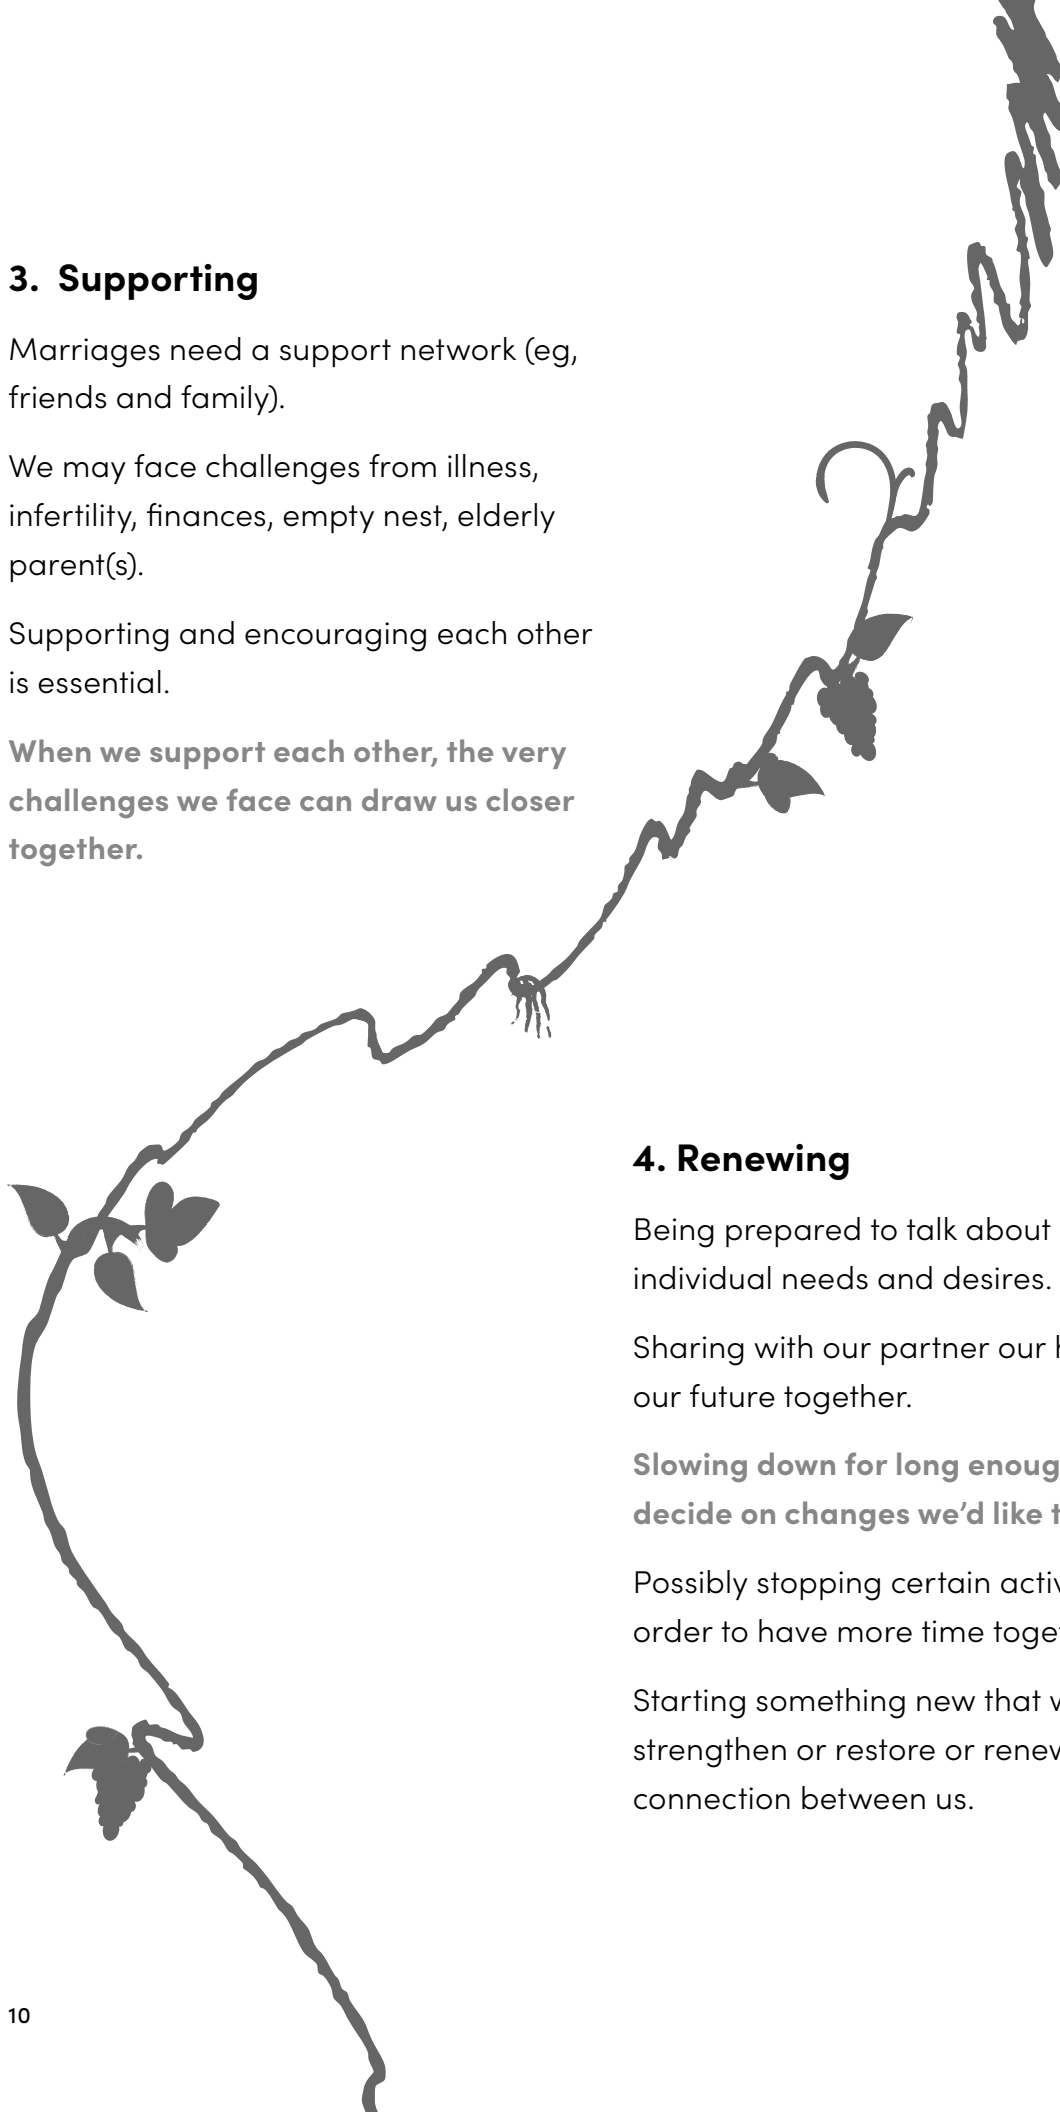 3. Supporting
Marriages need a support network (eg,
friends and family).
We may face challenges from illness,
infertility, finances, empty nest, elderly
parent(s).
Supporting and encouraging each other
is essential.
When we support each other, the very
challenges we face can draw us closer
together.
4. Renewing
Being prepared to talk about
individual needs and desires.
Sharing with our partner our
our future together.
Slowing down for long
decide on changes we’d like
Possibly stopping certain
order to have more time
Starting something new that
strengthen or restore or
connection between us.
10